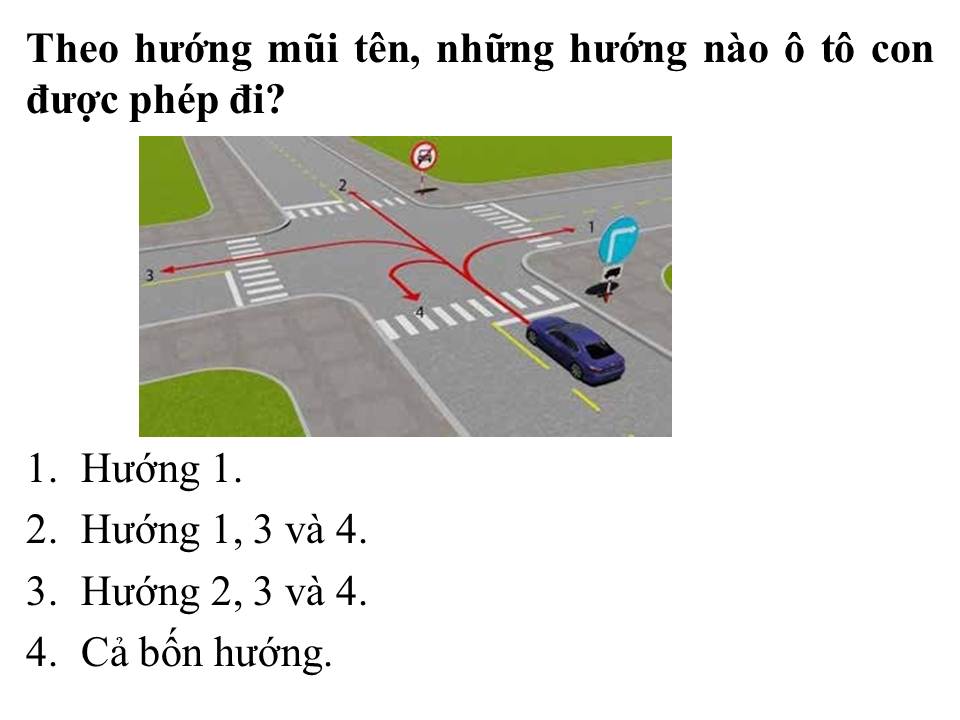 Theo hướng mũi tên, những hướng nào ô tô con
được phép đi?
2
1
3
4
1. Hướng 1.
2. Hướng 1, 3 và 4.
3. Hướng 2, 3 và 4.
4. Cả bốn hướng.